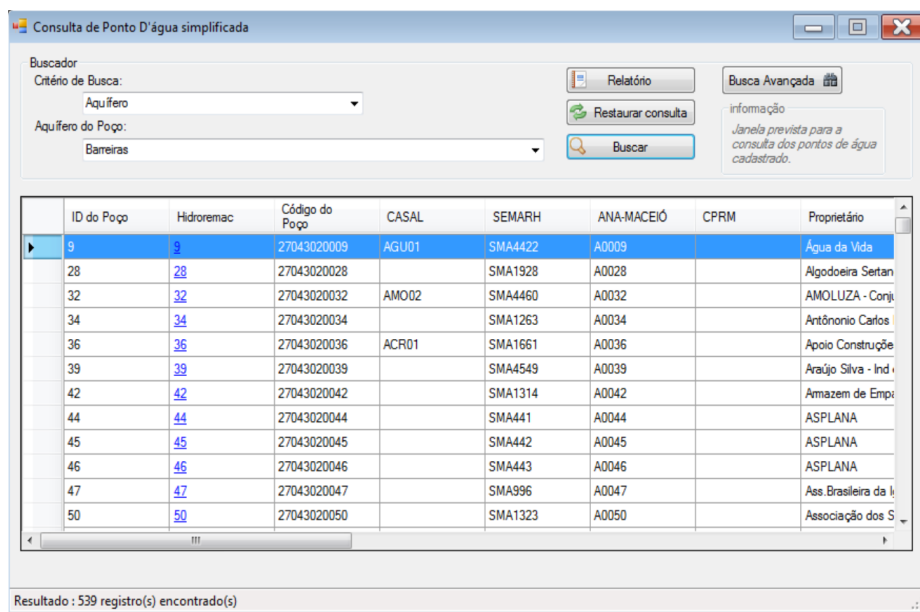 Consulta de Ponto D'água simplificada
Buscador
Critério de Busca:
Aquífero
Aquífero do Poço:
Barreiras
Relatório
Restaurar consulta
Buscar
Busca Avançada
informação
Janela prevista para a
consulta dos pontos de água
cadastrado.
ID do Poço Hidroremac Código do Poço CASAL SEMARH ANA-MACEIÓ CPRM Proprietário
9 9 27043020009 AGU01 SMA4422 A0009 Água da Vida
28 28 27043020028 SMA1928 A0028 Algodoeira Sertan
32 32 27043020032 AMO02 SMA4460 A0032 AMOLUZA - Conju
34 34 27043020034 SMA1263 A0034 Antônonio Carlos
36 36 27043020036 ACR01 SMA1661 A0036 Apoio Construçõe
39 39 27043020039 SMA4549 A0039 Araújo Silva - Ind
42 42 27043020042 SMA1314 A0042 Armazem de Empa
44 44 27043020044 SMA441 A0044 ASPLANA
45 45 27043020045 SMA442 A0045 ASPLANA
46 46 27043020046 SMA443 A0046 ASPLANA
47 47 27043020047 SMA996 A0047 Ass.Brasileira da
50 50 27043020050 SMA1323 A0050 Associação dos S
Resultado : 539 registro(s) encontrado(s)